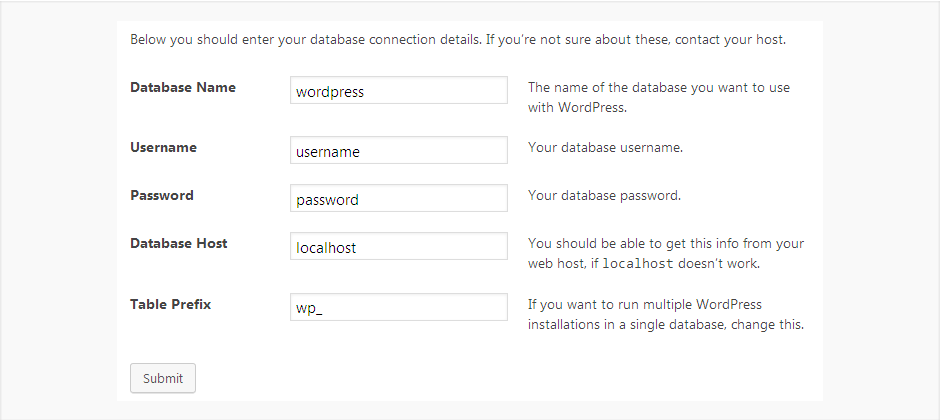 Below you should enter your database connection details. If you're not sure about these, contact your host.
Database Name
wordpress
The name of the database you want to use
with WordPress.
Username
username
Your database username.
Password
password
Your database password.
Database Host
localhost
You should be able to get this info from your
web host, if localhost doesn't work.
Table Prefix
wp_
If you want to run multiple WordPress
installations in a single database, change this.
Submit